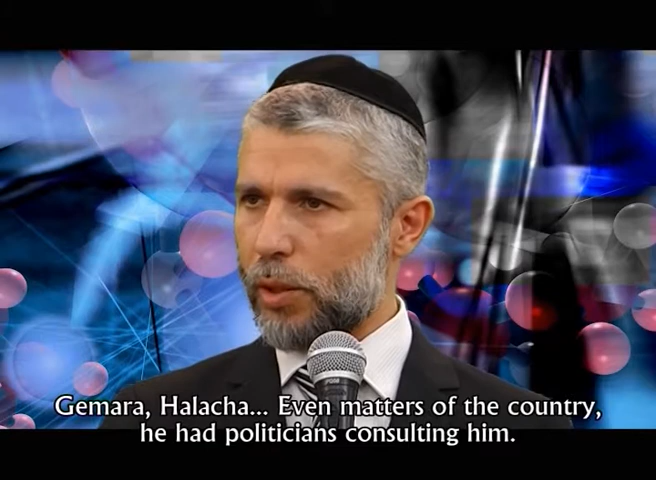 Gemara, Halacha... Even matters of the country,
he had politicians consulting him.